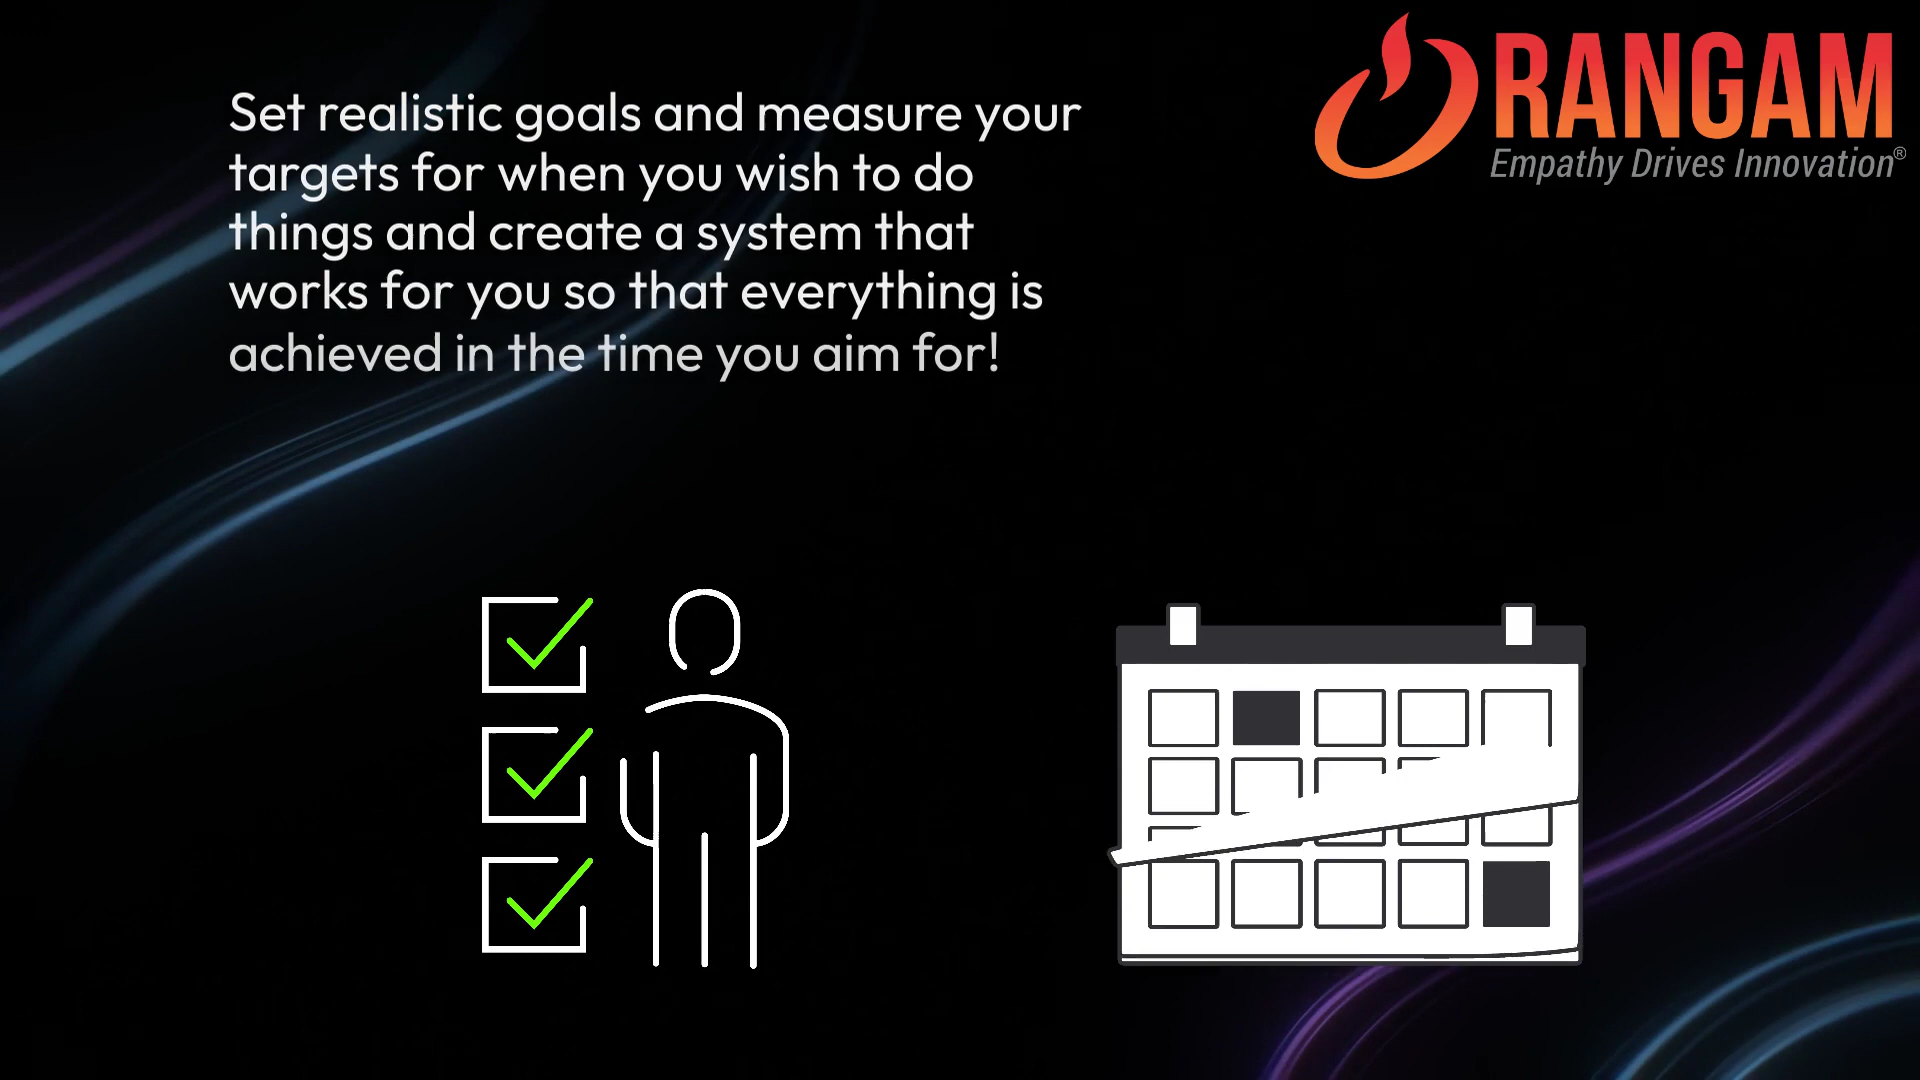 Set realistic goals and measure your
targets for when you wish to do
things and create a system that
works for you so that everything is
achieved in the time you aim for!
RANGAM
Empathy Drives Innovation®